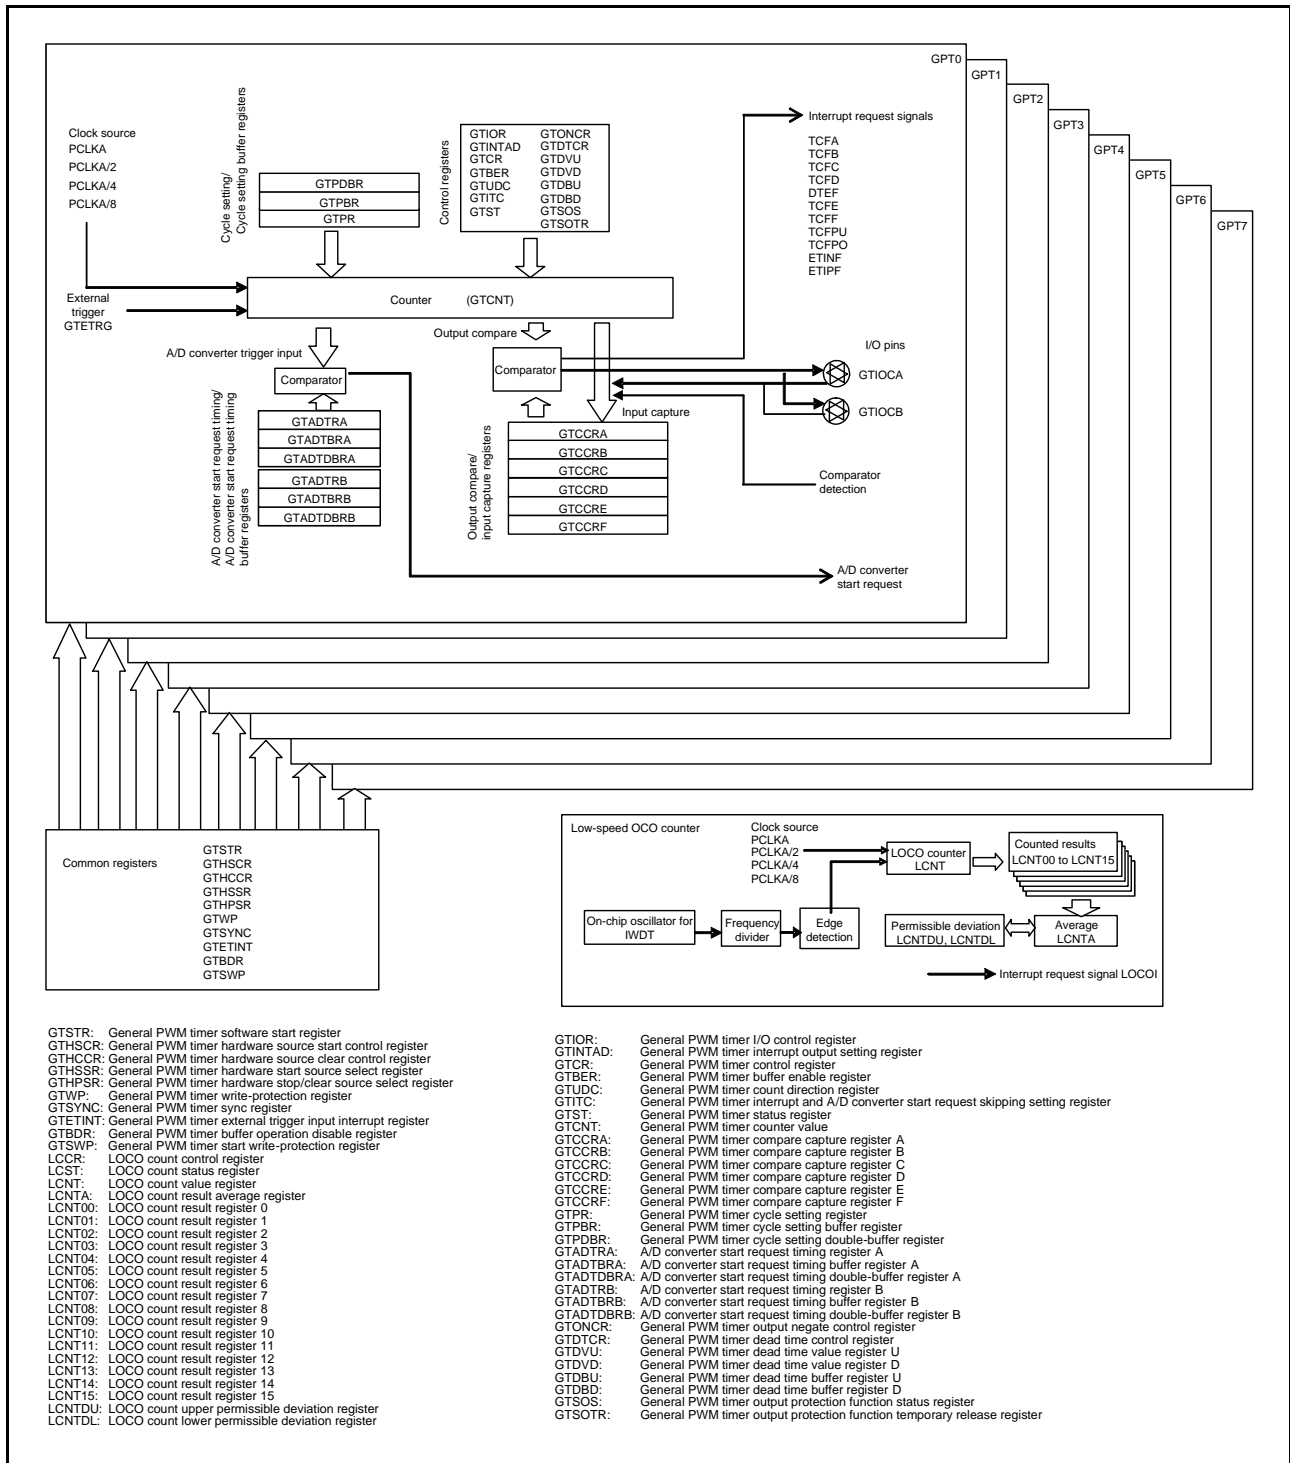 GPT0
GPT1
GPT2
GPT3
GPT4
GPT5
GPT6
GPT7
Clock source
PCLKA
PCLKA/2
PCLKA/4
PCLKA/8
Cycle setting/
Cycle setting buffer registers
GTPDBR
GTPBR
GTPR
Control registers
GTIOR GTONCR
GTINTAD GTDTCR
GTCR GTDVU
GTBER GTDVD
GTUDC GTDBU
GTITC GTDBD
GTST GTSOS
GTSOTR
Interrupt request signals
TCFA
TCFB
TCFC
TCFD
DTEF
TCFE
TCFF
TCFPU
TCFPO
ETINF
ETIPF
External
trigger
GTETRG
Counter (GTCNT)
A/D converter trigger input
Comparator
Output compare
Comparator
I/O pins
GTIOCA
GTIOCB
Input capture
A/D converter start request timing/
A/D converter start request timing
buffer registers
GTADTRA
GTADTBRA
GTADTDBRA
GTADTRB
GTADTBRB
GTADTDBRB
Output compare/
input capture registers
GTCCRA
GTCCRB
GTCCRC
GTCCRD
GTCCRE
GTCCRF
Comparator
detection
A/D converter
start request
Common registers
GTSTR
GTHSCR
GTHCCR
GTHSSR
GTHPSR
GTWP
GTSYNC
GTETINT
GTBDR
GTSWP
Low-speed OCO counter
Clock source
PCLKA
PCLKA/2
PCLKA/4
PCLKA/8
LOCO counter
LCNT
Counted results
LCNT00 to LCNT15
On-chip oscillator for
IWDT
Frequency
divider
Edge
detection
Permissible deviation
LCNTDU, LCNTDL
Average
LCNTA
Interrupt request signal LOCOI
GTSTR: General PWM timer software start register
GTHSCR: General PWM timer hardware source start control register
GTHCCR: General PWM timer hardware source clear control register
GTHSSR: General PWM timer hardware start source select register
GTHPSR: General PWM timer hardware stop/clear source select register
GTWP: General PWM timer write-protection register
GTSYNC: General PWM timer sync register
GTETINT: General PWM timer external trigger input interrupt register
GTBDR: General PWM timer buffer operation disable register
GTSWP: General PWM timer start write-protection register
LCCR: LOCO count control register
LCST: LOCO count status register
LCNT: LOCO count value register
LCNTA: LOCO count result average register
LCNT00: LOCO count result register 0
LCNT01: LOCO count result register 1
LCNT02: LOCO count result register 2
LCNT03: LOCO count result register 3
LCNT04: LOCO count result register 4
LCNT05: LOCO count result register 5
LCNT06: LOCO count result register 6
LCNT07: LOCO count result register 7
LCNT08: LOCO count result register 8
LCNT09: LOCO count result register 9
LCNT10: LOCO count result register 10
LCNT11: LOCO count result register 11
LCNT12: LOCO count result register 12
LCNT13: LOCO count result register 13
LCNT14: LOCO count result register 14
LCNT15: LOCO count result register 15
LCNTDU: LOCO count upper permissible deviation register
LCNTDL: LOCO count lower permissible deviation register
GTIOR: General PWM timer I/O control register
GTINTAD: General PWM timer interrupt output setting register
GTCR: General PWM timer control register
GTBER: General PWM timer buffer enable register
GTUDC: General PWM timer count direction register
GTITC: General PWM timer interrupt and A/D converter start request skipping setting register
GTST: General PWM timer status register
GTCNT: General PWM timer counter value
GTCCRA: General PWM timer compare capture register A
GTCCRB: General PWM timer compare capture register B
GTCCRC: General PWM timer compare capture register C
GTCCRD: General PWM timer compare capture register D
GTCCRE: General PWM timer compare capture register E
GTCCRF: General PWM timer compare capture register F
GTPR: General PWM timer cycle setting register
GTPBR: General PWM timer cycle setting buffer register
GTPDBR: General PWM timer cycle setting double-buffer register
GTADTRA: A/D converter start request timing register A
GTADTBRA: A/D converter start request timing buffer register A
GTADTDBRA: A/D converter start request timing double-buffer register A
GTADTRB: A/D converter start request timing register B
GTADTBRB: A/D converter start request timing buffer register B
GTADTDBRB: A/D converter start request timing double-buffer register B
GTONCR: General PWM timer output negate control register
GTDTCR: General PWM timer dead time control register
GTDVU: General PWM timer dead time value register U
GTDVD: General PWM timer dead time value register D
GTDBU: General PWM timer dead time buffer register U
GTDBD: General PWM timer dead time buffer register D
GTSOS: General PWM timer output protection function status register
GTSOTR: General PWM timer output protection function temporary release register